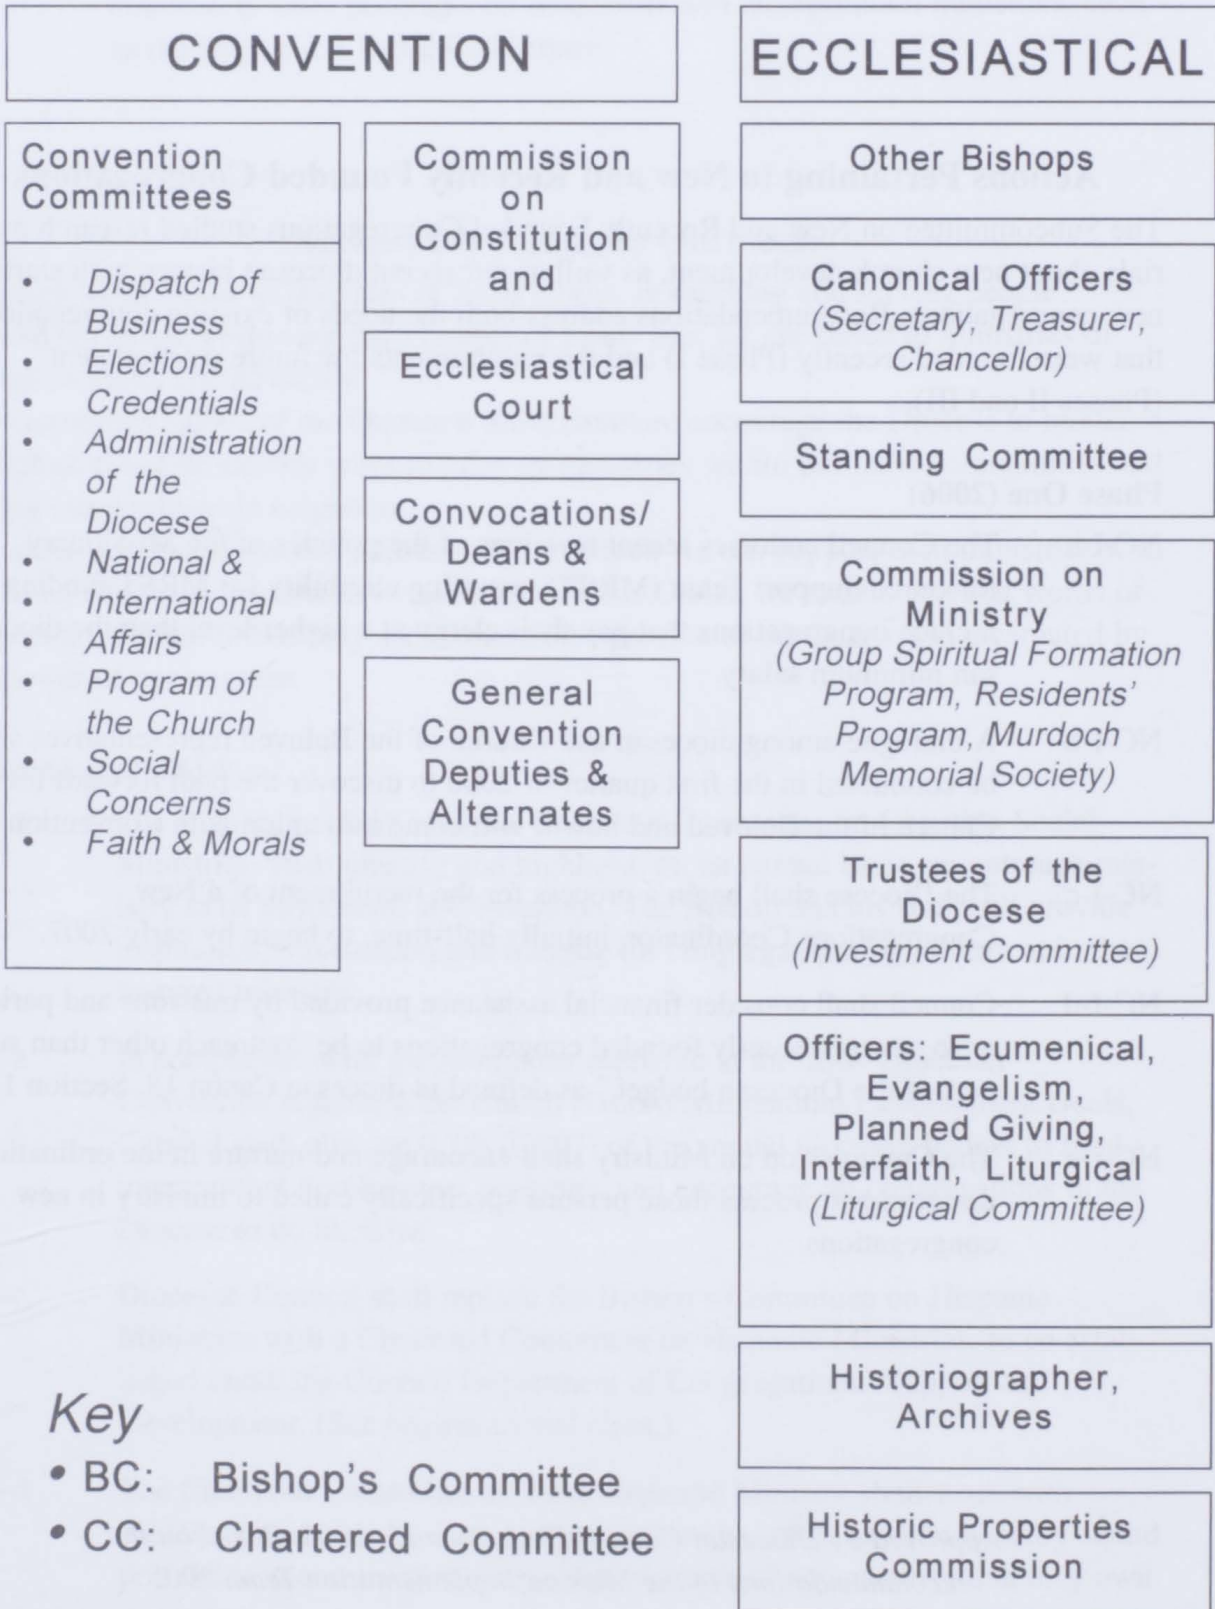 CONVENTION
Convention
Committees
• Dispatch of
Business
• Elections
• Credentials
• Administration
of the
Diocese
• National &
• International
• Affairs
• Program of
the Church
• Social
Concerns
• Faith & Morals
Commission
on
Constitution
and
Ecclesiastical
Court
Convocations/
Deans &
Wardens
General
Convention
Deputies &
Alternates
ECCLESIASTICAL
Other Bishops
Canonical Officers
(Secretary, Treasurer,
Chancellor)
Standing Committee
Commission on
Ministry
(Group Spiritual Formation
Program, Residents'
Program, Murdoch
Memorial Society)
Trustees of the
Diocese
(Investment Committee)
Officers: Ecumenical,
Evangelism,
Planned Giving,
Interfaith, Liturgical
(Liturgical Committee)
Historiographer,
Archives
Historic Properties
Commission
Key
• BC: Bishop's Committee
• CC: Chartered Committee